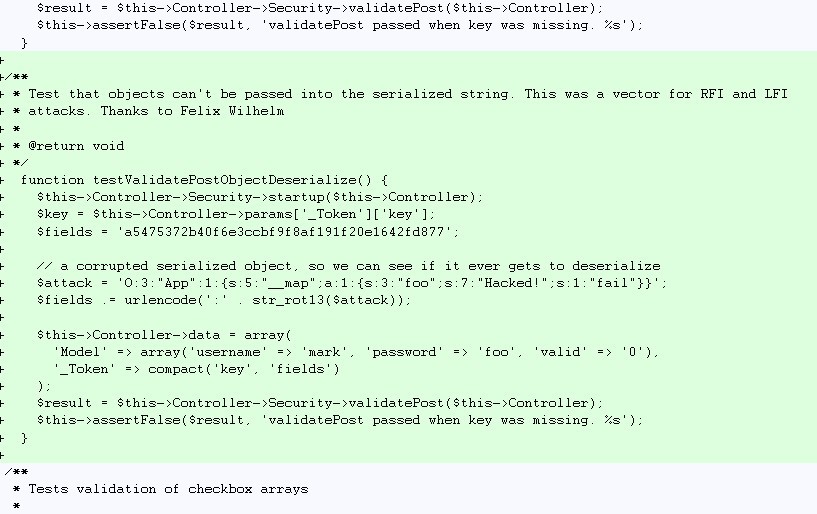 $result = $this->Controller->Security->validatePost($this->Controller);
    $this->assertFalse($result, 'validatePost passed when key was missing. %s');
  }
+
+/**
+ * Test that objects can't be passed into the serialized string. This was a vector for RFI and LFI
+ * attacks. Thanks to Felix Wilhelm
+ *
+ * @return void
+ */
+  function testValidatePostObjectDeserialize() {
+    $this->Controller->Security->startup($this->Controller);
+    $key = $this->Controller->params['_Token']['key'];
+    $fields = 'a5475372b40f6e3ccbf9f8af191f20e1642fd877';
+
+    // a corrupted serialized object, so we can see if it ever gets to deserialize
+    $attack = 'O:3:"App":1:{s:5:"__map";a:1:{s:3:"foo";s:7:"Hacked!";s:1:"fail"}}';
+    $fields .= urlencode(':' . str_rot13($attack));
+
+    $this->Controller->data = array(
+      'Model' => array('username' => 'mark', 'password' => 'foo', 'valid' => '0'),
+      '_Token' => compact('key', 'fields')
+    );
+    $result = $this->Controller->Security->validatePost($this->Controller);
+    $this->assertFalse($result, 'validatePost passed when key was missing. %s');
+  }
+
/**
 * Tests validation of checkbox arrays
 *